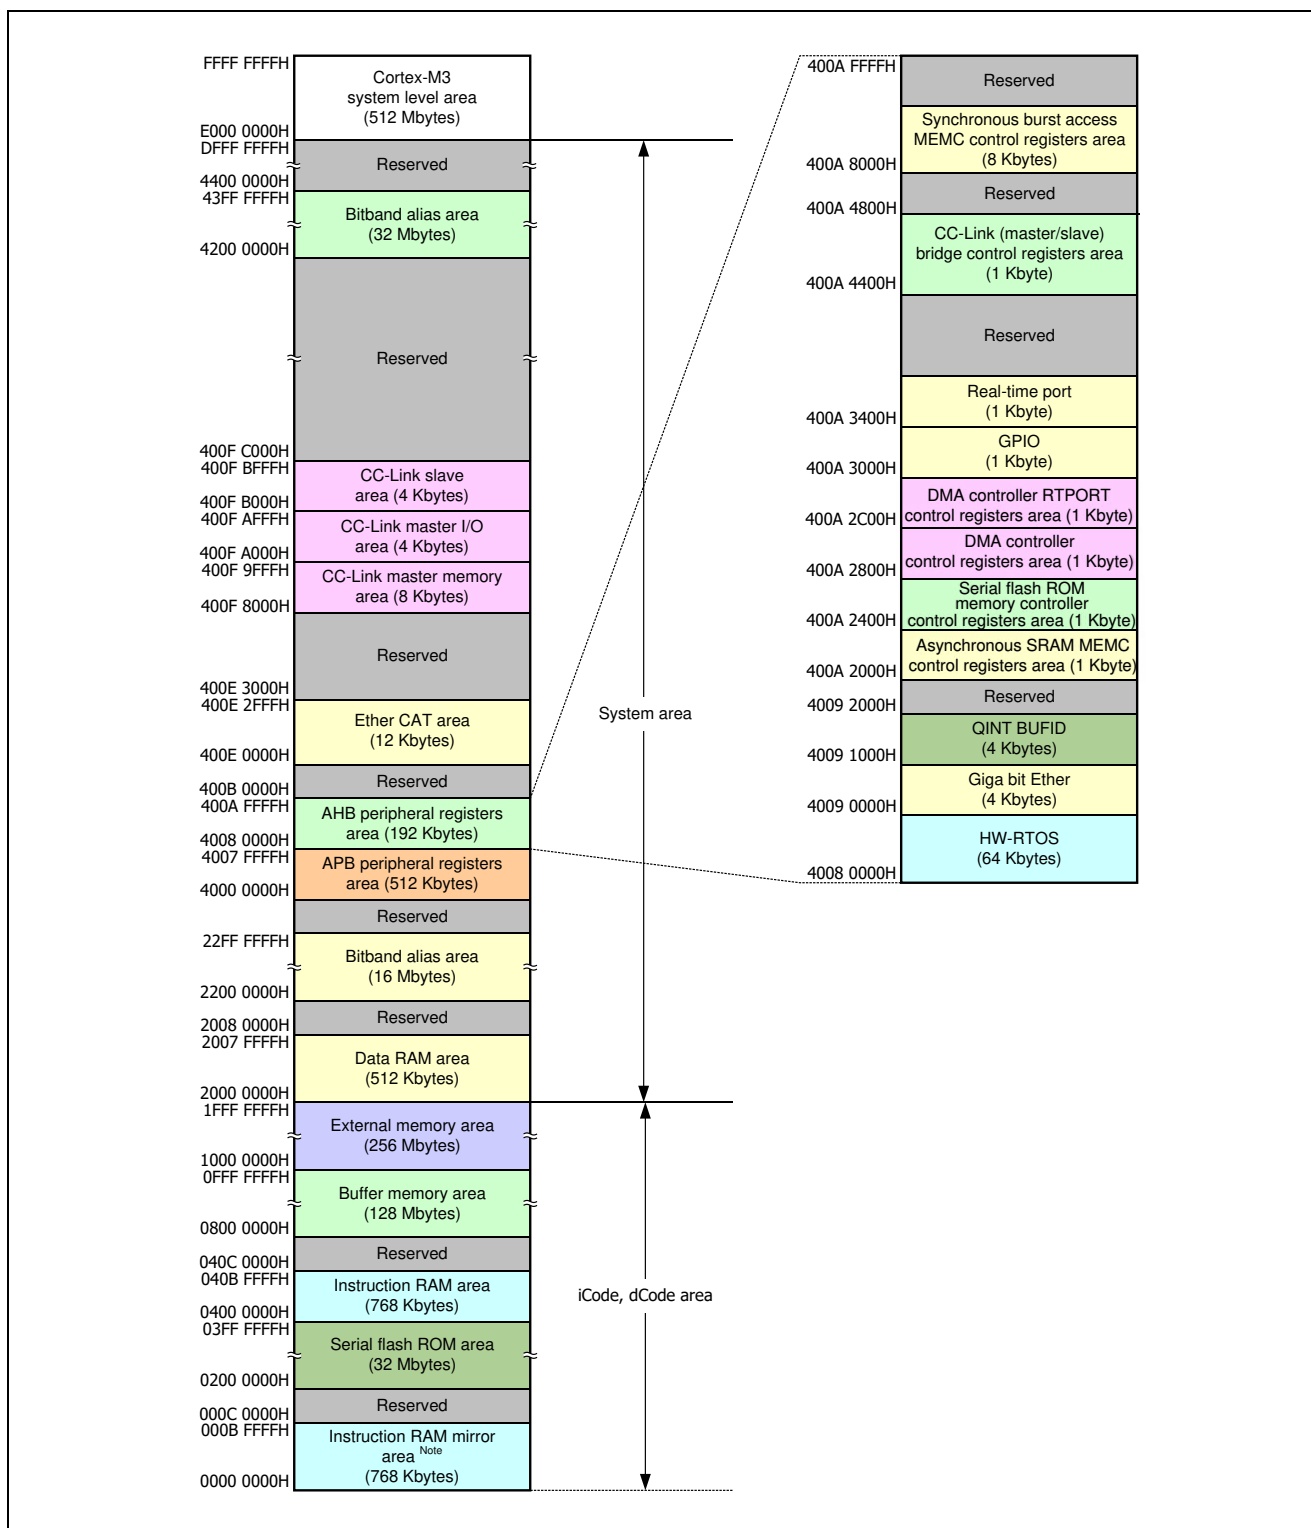 FFFF FFFFH
Cortex-M3
system level area
(512 Mbytes)
E000 0000H
DFFF FFFFH
Reserved
4400 0000H
43FF FFFFH
Bitband alias area
(32 Mbytes)
4200 0000H
Reserved
400F C000H
400F BFFFH
CC-Link slave
area (4 Kbytes)
400F B000H
400F AFFFH
CC-Link master I/O
area (4 Kbytes)
400F A000H
400F 9FFFH
CC-Link master memory
area (8 Kbytes)
400F 8000H
Reserved
400E 3000H
400E 2FFFH
Ether CAT area
(12 Kbytes)
400E 0000H
Reserved
400B 0000H
400A FFFFH
AHB peripheral registers
area (192 Kbytes)
4008 0000H
4007 FFFFH
APB peripheral registers
area (512 Kbytes)
4000 0000H
Reserved
22FF FFFFH
Bitband alias area
(16 Mbytes)
2200 0000H
Reserved
2008 0000H
2007 FFFFH
Data RAM area
(512 Kbytes)
2000 0000H
1FFF FFFFH
External memory area
(256 Mbytes)
1000 0000H
0FFF FFFFH
Buffer memory area
(128 Mbytes)
0800 0000H
Reserved
040C 0000H
040B FFFFH
Instruction RAM area
(768 Kbytes)
0400 0000H
03FF FFFFH
Serial flash ROM area
(32 Mbytes)
0200 0000H
Reserved
000C 0000H
000B FFFFH
Instruction RAM mirror
area Note
(768 Kbytes)
0000 0000H
System area
iCode, dCode area
400A FFFFH
Reserved
Synchronous burst access
MEMC control registers area
(8 Kbytes)
400A 8000H
Reserved
400A 4800H
CC-Link (master/slave)
bridge control registers area
(1 Kbyte)
400A 4400H
Reserved
Real-time port
(1 Kbyte)
400A 3400H
GPIO
(1 Kbyte)
400A 3000H
DMA controller RTPORT
control registers area (1 Kbyte)
400A 2C00H
DMA controller
control registers area (1 Kbyte)
400A 2800H
Serial flash ROM
memory controller
control registers area (1 Kbyte)
400A 2400H
Asynchronous SRAM MEMC
control registers area (1 Kbyte)
400A 2000H
Reserved
4009 2000H
QINT BUFID
(4 Kbytes)
4009 1000H
Giga bit Ether
(4 Kbytes)
4009 0000H
HW-RTOS
(64 Kbytes)
4008 0000H